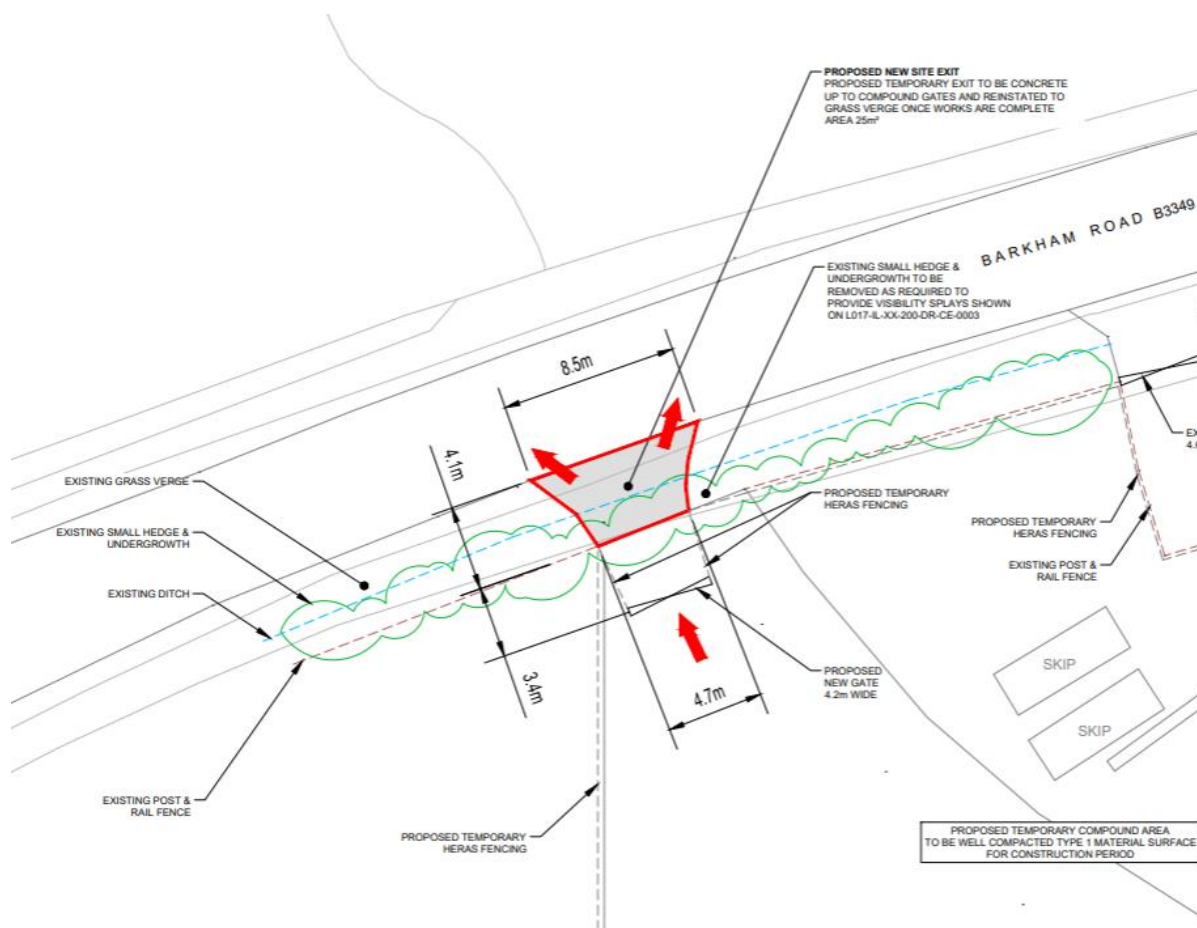 PROPOSED NEW SITE EXIT
PROPOSED TEMPORARY EXIT TO BE CONCRETE
UP TO COMPOUND GATES AND REINSTATED TO
GRASS VERGE ONCE WORKS ARE COMPLETE
AREA 25m²
BARKHAM ROAD B3349
EXISTING SMALL HEDGE &
UNDERGROWTH TO BE
REMOVED AS REQUIRED TO
PROVIDE VISIBILITY SPLAYS SHOWN
ON L017-IL-XX-200-DR-CE-0003
8.5m
4.1m
EXISTING GRASS VERGE
EXISTING SMALL HEDGE &
UNDERGROWTH
EXISTING DITCH
PROPOSED TEMPORARY
HERAS FENCING
PROPOSED TEMPORARY
HERAS FENCING
EXISTING POST &
RAIL FENCE
3.4m
4.7m
PROPOSED
NEW GATE
4.2m WIDE
SKIP
SKIP
EXISTING POST &
RAIL FENCE
PROPOSED TEMPORARY
HERAS FENCING
PROPOSED TEMPORARY COMPOUND AREA
TO BE WELL COMPACTED TYPE 1 MATERIAL SURFACE
FOR CONSTRUCTION PERIOD